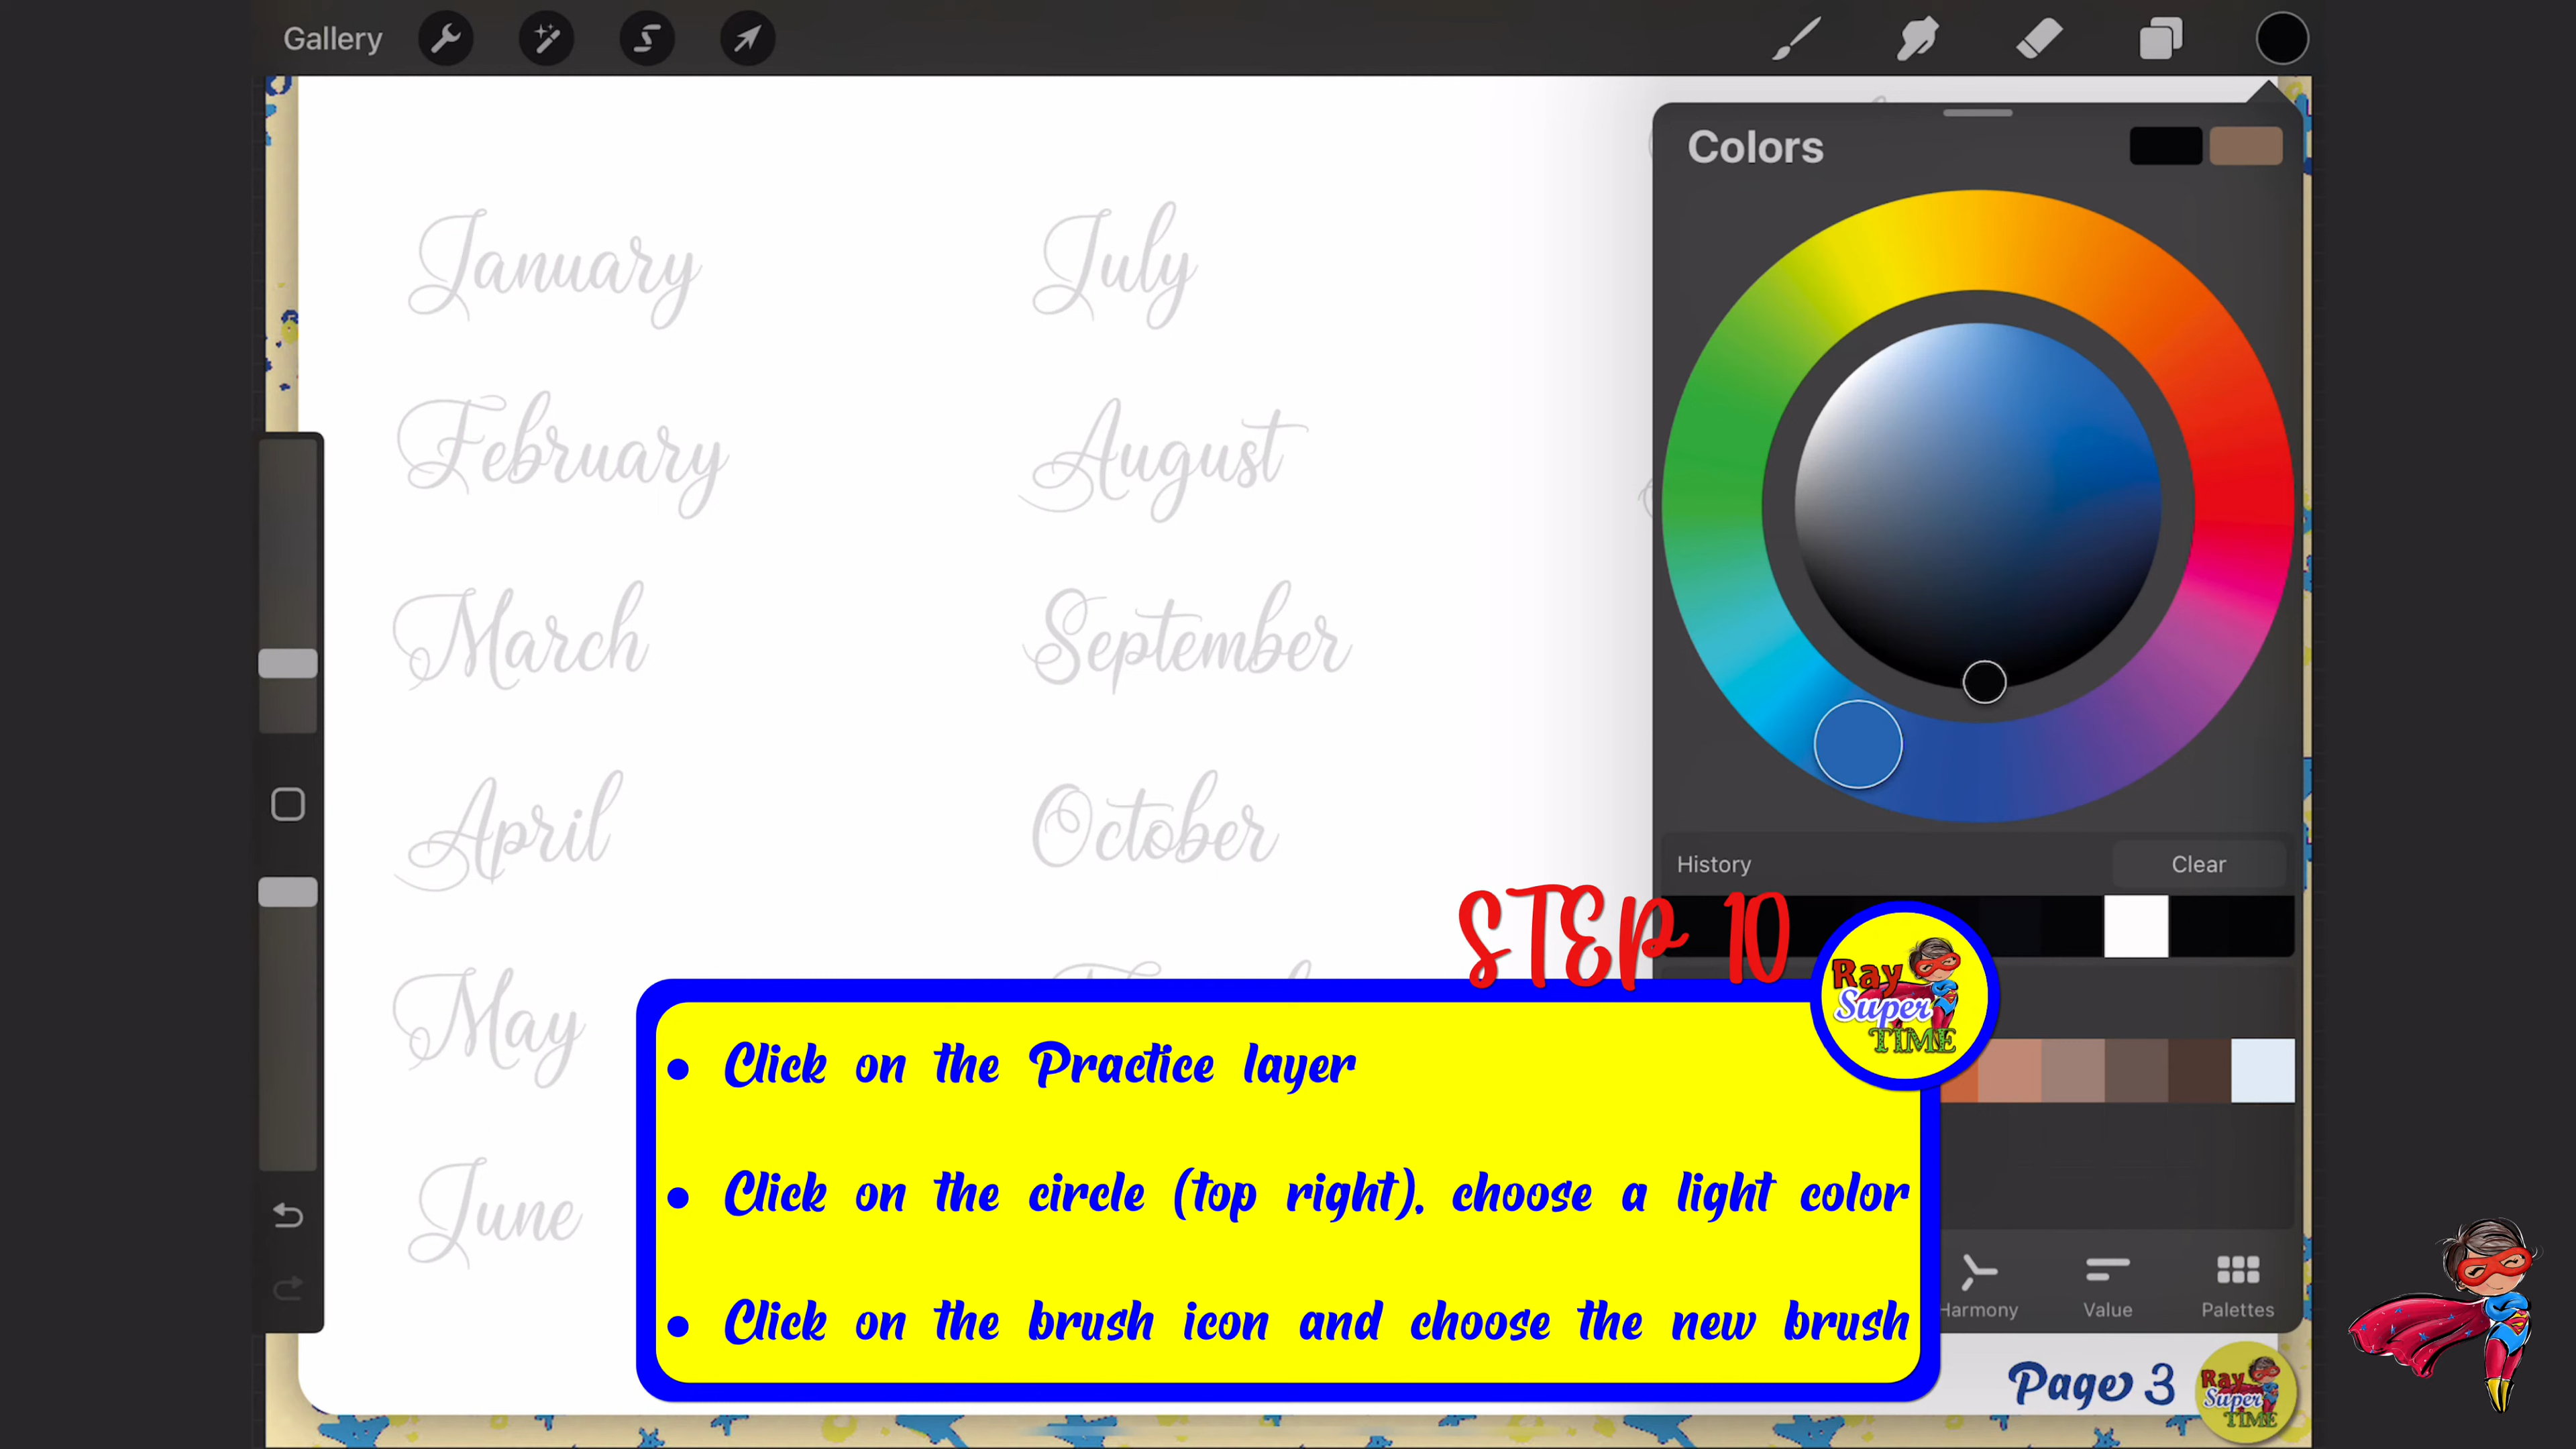 Gallery
Colors
January
July
February
August
March
September
April
October
History
Clear
May
June
STEP 10
Ray
Super
TIME
• Click on the Practice layer
• Click on the circle (top right), choose a light color
• Click on the brush icon and choose the new brush
Harmony
Value
Palettes
Page 3
Ray
Super
TIME